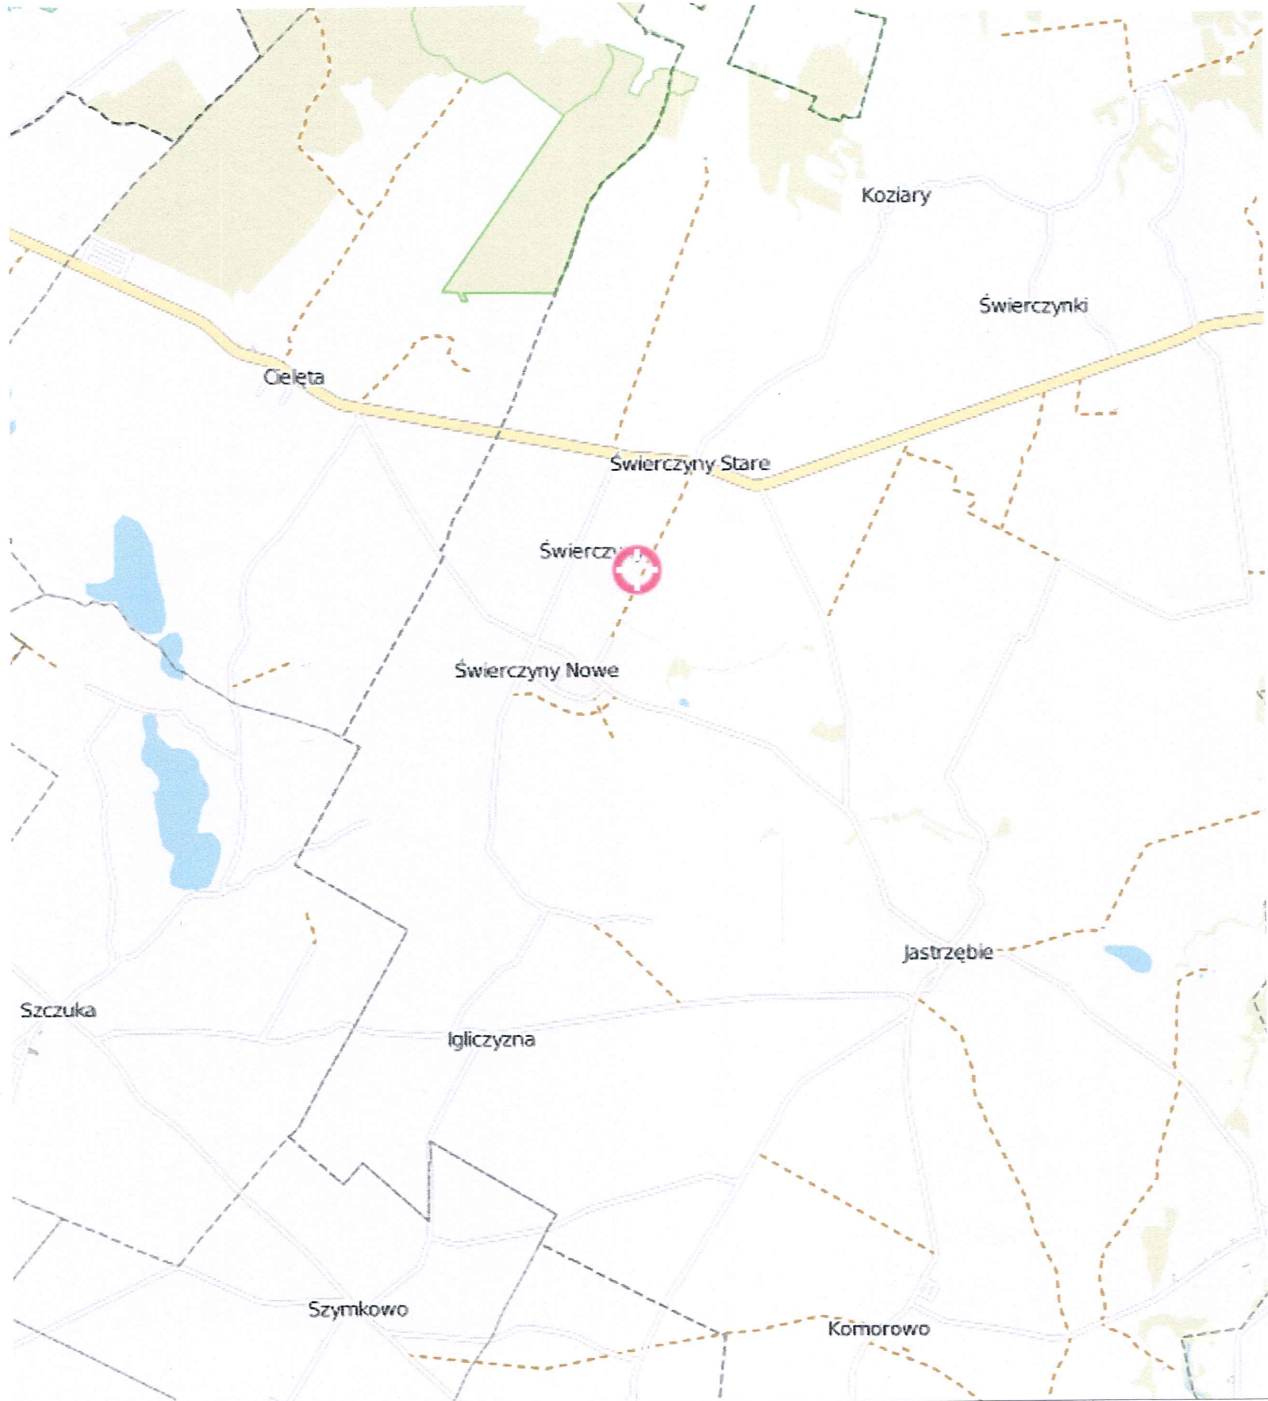 Koziary
Świerczynki
Cielęta
Świerczyny Stare
Świerczyny Nowe
Jastrzębie
Szczuka
Igliczyzna
Szymkowo
Komorowo